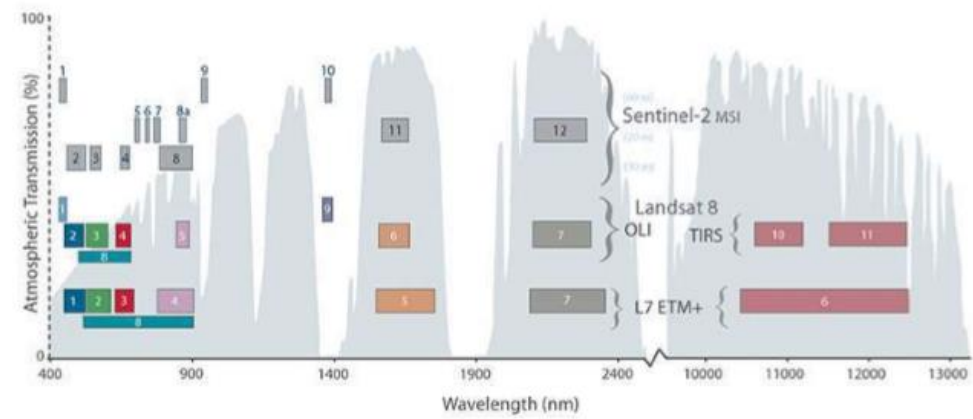 100
Atmospheric Transmission (%)
0
1 9 10
5 6 7 8a
11 12
2 3 4 8
Sentinel-2 MSI
1 9
Landsat 8
OLI
TIRS
2 3 4 5 6 7 10 11
8
1 2 3 4 5 7 6
L7 ETM+
8
400 900 1400 1900 2400 10000 11000 12000 13000
Wavelength (nm)